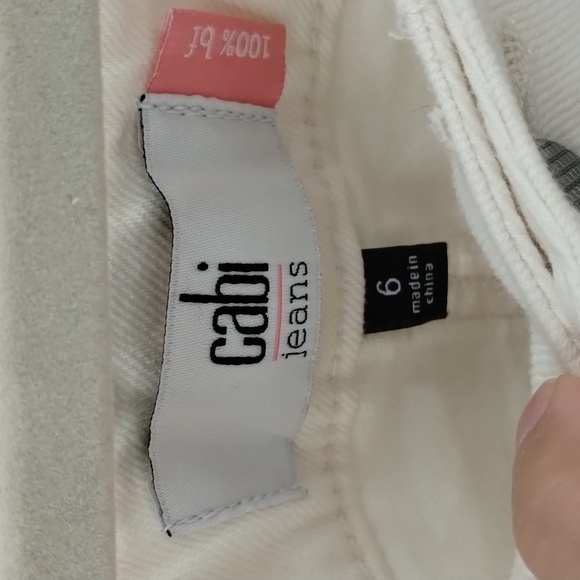 100% bf
cabi
jeans
6
made in
china